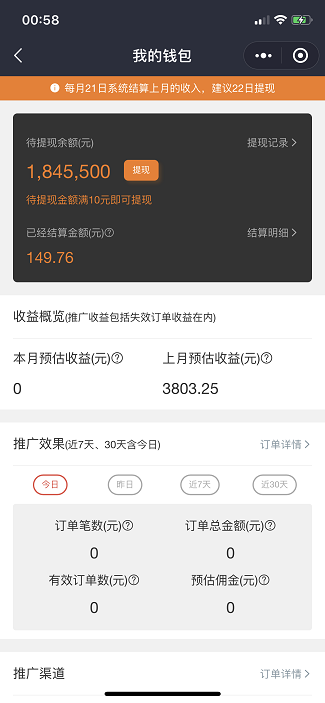 00:58
我的钱包
每月21日系统结算上月的收入，建议22日提现
待提现余额(元)
提现记录
1,845,500
提现
待提现金额满10元即可提现
已经结算金额(元)
结算明细
149.76
收益概览(推广收益包括失效订单收益在内)
本月预估收益(元)
上月预估收益(元)
0
3803.25
推广效果(近7天、30天含今日)
订单详情
今日
昨日
近7天
近30天
订单笔数(元)
订单总金额(元)
0
0
有效订单数(元)
预估佣金(元)
0
0
推广渠道
订单详情